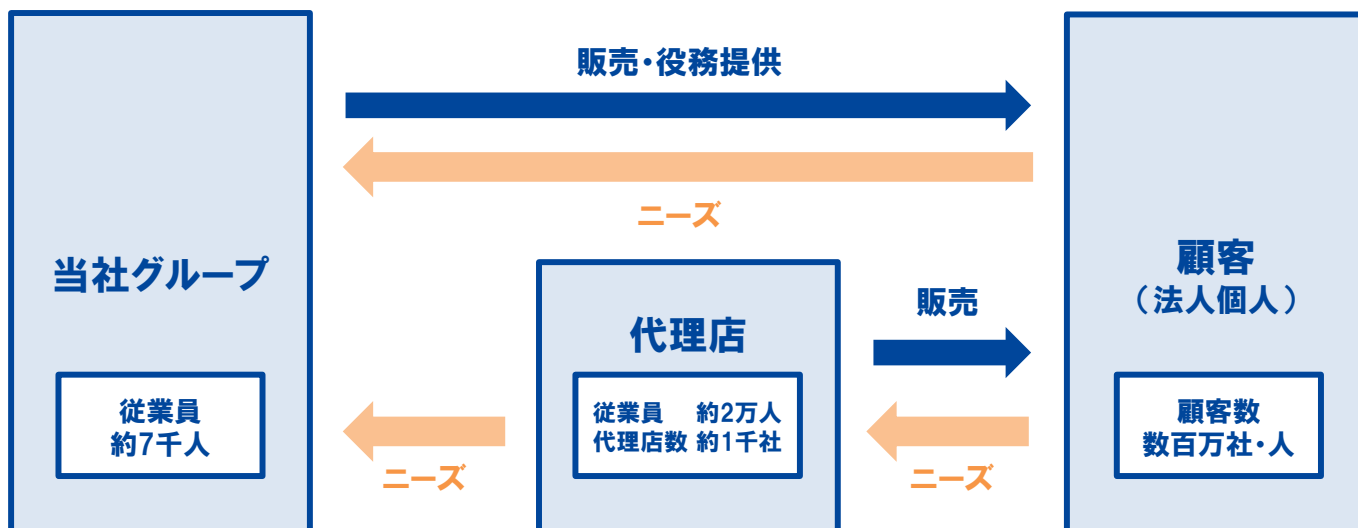 販売・役務提供
ニーズ
当社グループ
従業員
約7千人
代理店
従業員 約2万人
代理店数 約1千社
販売
ニーズ
ニーズ
顧客
(法人個人)
顧客数
数百万社・人